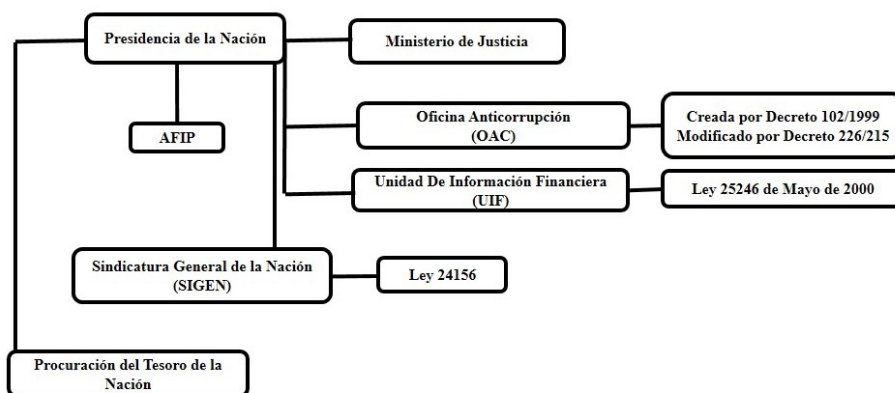 Presidencia de la Nación
Ministerio de Justicia
AFIP
Oficina Anticorrupción
(OAC)
Creada por Decreto 102/1999
Modificado por Decreto 226/215
Unidad De Información Financiera
(UIF)
Ley 25246 de Mayo de 2000
Sindicatura General de la Nación
(SIGEN)
Ley 24156
Procuración del Tesoro de la
Nación